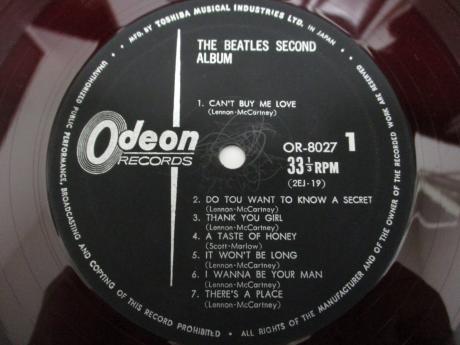 MFG. BY TOSHIBA MUSICAL INDUSTRIES LTD. IN JAPAN.
ALL RIGHTS OF THE MANUFACTURER AND OF THE OWNER OF THE RECORDED WORK ARE RESERVED
UNAUTHORIZED PUBLIC PERFORMANCE, BROADCASTING AND COPYING OF THIS RECORD PROHIBITED
THE BEATLES SECOND
ALBUM
1. CAN'T BUY ME LOVE
(Lennon-McCartney)
Odeon
RECORDS
OR-8027 1
33 1/3 RPM
(2EJ-19)
2. DO TOU WANT TO KNOW A SECRET
(Lennon-McCartney)
3. THANK YOU GIRL
(Lennon-McCartney)
4. A TASTE OF HONEY
(Scott-Marlow)
5. IT WON'T BE LONG
(Lennon-McCartney)
6. I WANNA BE YOUR MAN
(Lennon-McCartney)
7. THERE'S A PLACE
(Lennon-McCartney)